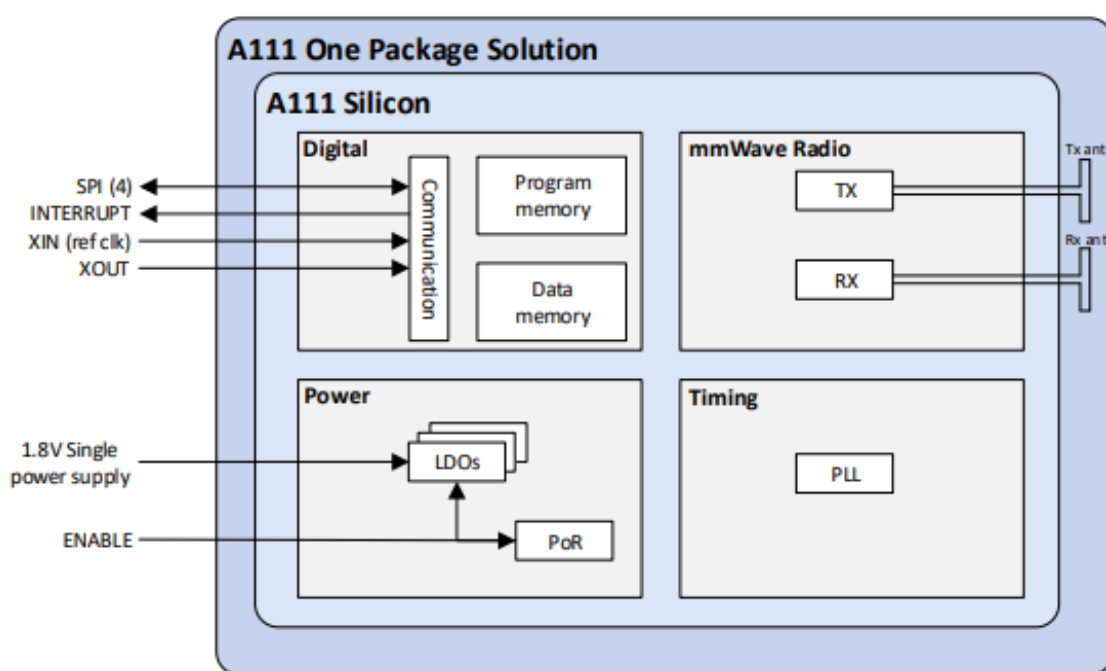 A111 One Package Solution
A111 Silicon
Digital
Communication
Program
memory
Data
memory
mmWave Radio
TX
RX
Tx ant
Rx ant
SPI (4)
INTERRUPT
XIN (ref clk)
XOUT
Power
LDOs
PoR
1.8V Single
power supply
ENABLE
Timing
PLL